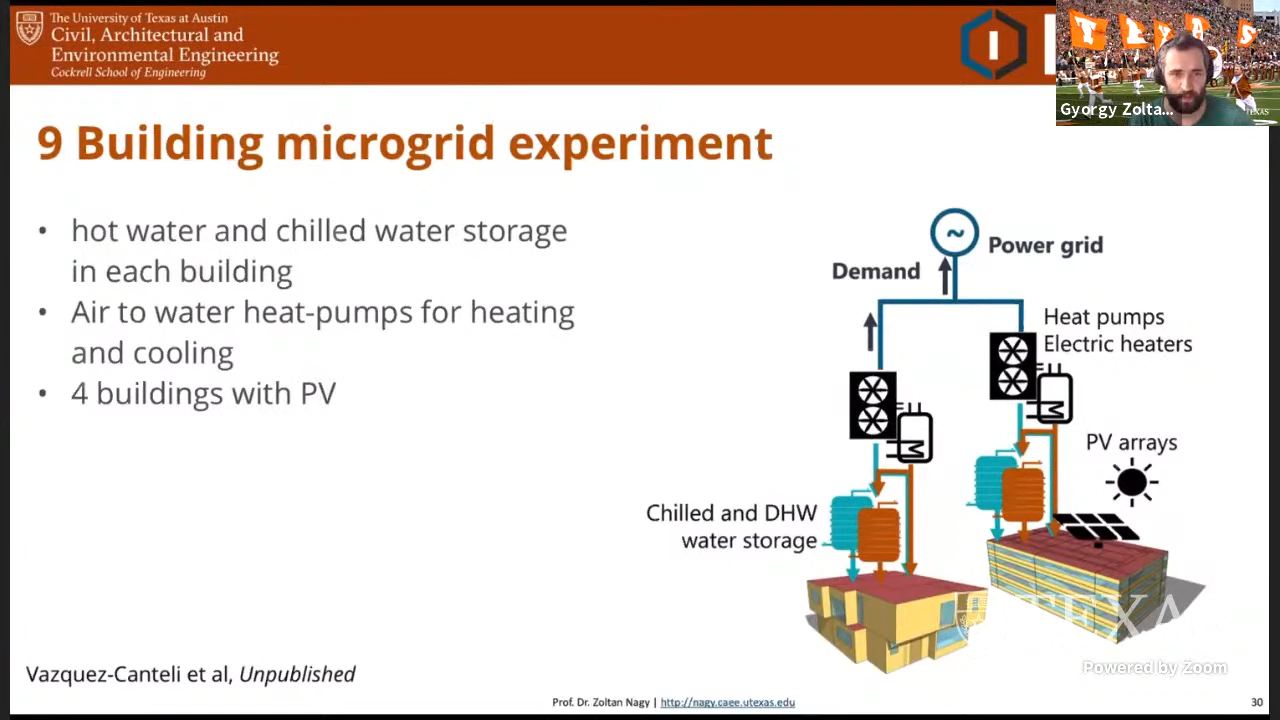 The University of Texas at Austin
Civil, Architectural and
Environmental Engineering
Cockrell School of Engineering
TEXAS
Gyorgy Zolta...
TEXAS
9 Building microgrid experiment
• hot water and chilled water storage
in each building
• Air to water heat-pumps for heating
and cooling
• 4 buildings with PV
~
Power grid
Demand
Heat pumps
Electric heaters
PV arrays
Chilled and DHW
water storage
TEXA
Powered by Zoom
Vazquez-Canteli et al, Unpublished
Prof. Dr. Zoltan Nagy | http://nagy.caee.utexas.edu
30